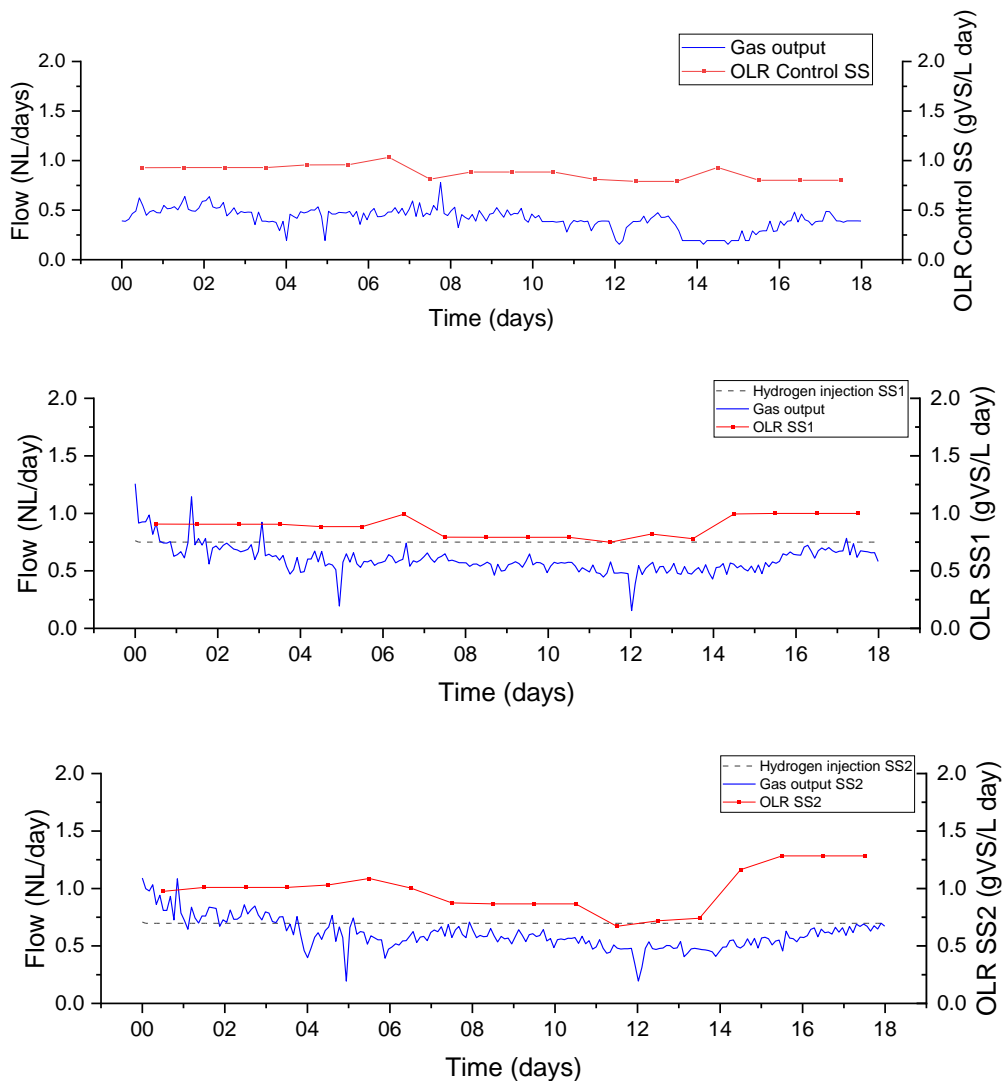 Gas output
OLR Control SS
2.0
1.5
1.0
0.5
0.0
Flow (NL/days)
2.0
1.5
1.0
0.5
0.0
OLR Control SS (gVS/L day)
00 02 04 06 08 10 12 14 16 18
Time (days)
Hydrogen injection SS1
Gas output
OLR SS1
2.0
1.5
1.0
0.5
0.0
Flow (NL/day)
2.0
1.5
1.0
0.5
0.0
OLR SS1 (gVS/L day)
00 02 04 06 08 10 12 14 16 18
Time (days)
Hydrogen injection SS2
Gas output SS2
OLR SS2
2.0
1.5
1.0
0.5
0.0
Flow (NL/day)
2.0
1.5
1.0
0.5
0.0
OLR SS2 (gVS/L day)
00 02 04 06 08 10 12 14 16 18
Time (days)